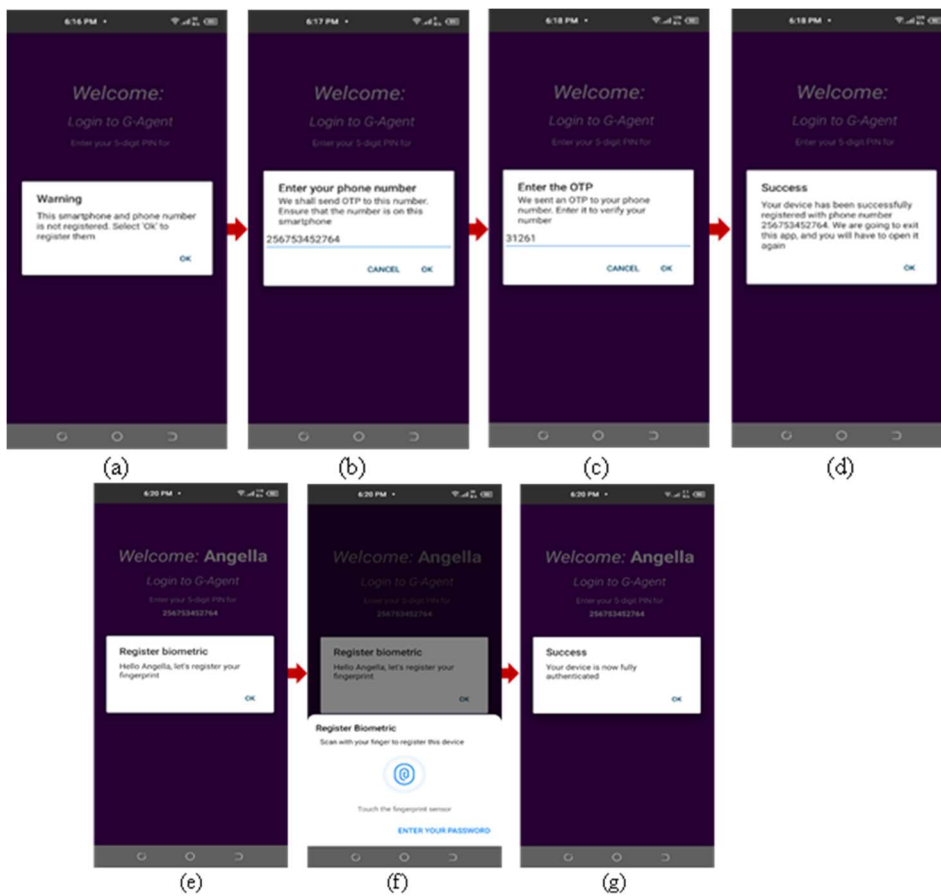 6:16 PM
Welcome:
Login to G-Agent
Enter your 5-digit PIN for
Warning
This smartphone and phone number
is not registered. Select 'Ok' to
register them
OK
(a)
6:17 PM
Welcome:
Login to G-Agent
Enter your 5-digit PIN for
Enter your phone number
We shall send OTP to this number.
Ensure that the number is on this
smartphone
256753452764
CANCEL OK
(b)
6:18 PM
Welcome:
Login to G-Agent
Enter your 5-digit PIN for
Enter the OTP
We sent an OTP to your phone
number. Enter it to verify your
number
31261
CANCEL OK
(c)
6:18 PM
Welcome:
Login to G-Agent
Enter your 5-digit PIN for
Success
Your device has been successfully
registered with phone number
256753452764. We are going to exit
this app, and you will have to open it
again
OK
(d)
6:20 PM
Welcome: Angella
Login to G-Agent
Enter your 5-digit PIN for
256753452764
Register biometric
Hello Angella, let's register your
fingerprint
OK
(e)
6:20 PM
Welcome: Angella
Login to G-Agent
Enter your 5-digit PIN for
256753452764
Register biometric
Hello Angella, let's register your
fingerprint
OK
Register Biometric
Scan with your finger to register this device
Touch the fingerprint sensor
ENTER YOUR PASSWORD
(f)
6:20 PM
Welcome: Angella
Login to G-Agent
Enter your 5-digit PIN for
256753452764
Success
Your device is now fully
authenticated
OK
(g)